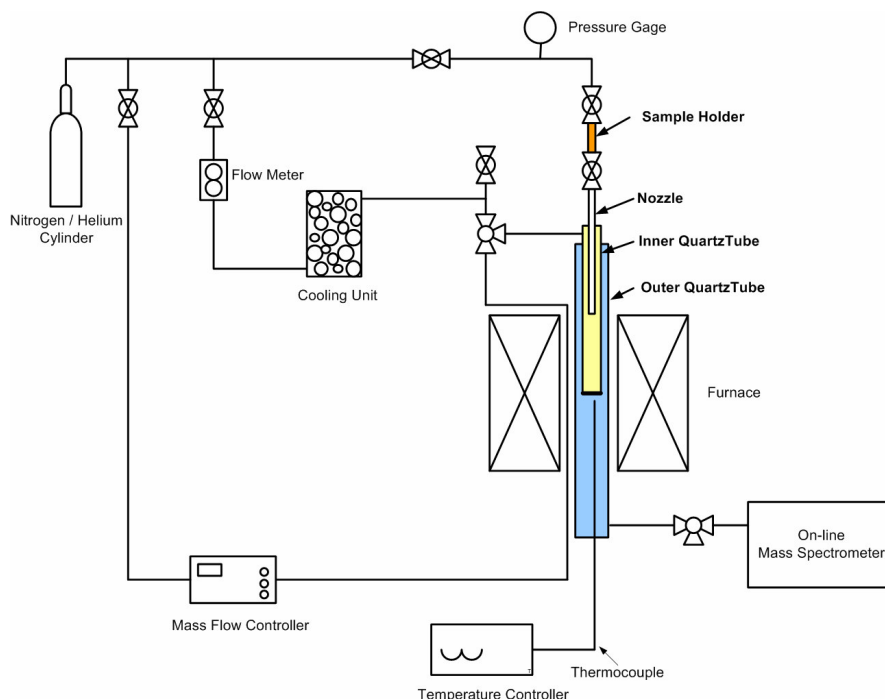 Pressure Gage
Sample Holder
Flow Meter
Nitrogen / Helium
Cylinder
Nozzle
Inner QuartzTube
Outer QuartzTube
Cooling Unit
Furnace
On-line
Mass Spectrometer
Mass Flow Controller
T
Thermocouple
Temperature Controller